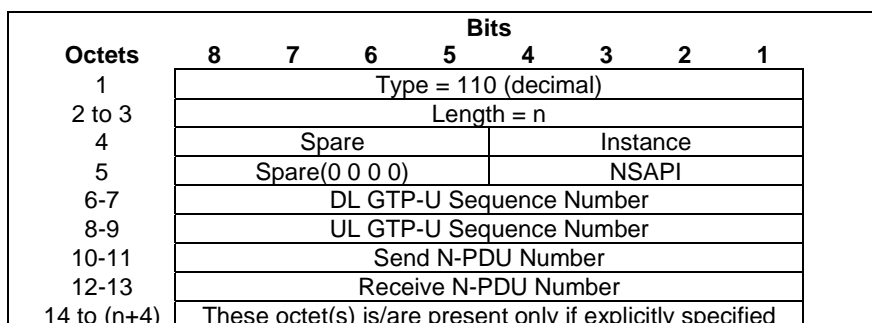 Bits
Octets 8 7 6 5 4 3 2 1
1 Type = 110 (decimal)
2 to 3 Length = n
4 Spare Instance
5 Spare(0 0 0 0) NSAPI
6-7 DL GTP-U Sequence Number
8-9 UL GTP-U Sequence Number
10-11 Send N-PDU Number
12-13 Receive N-PDU Number
14 to (n+4) These octet(s) is/are present only if explicitly specified